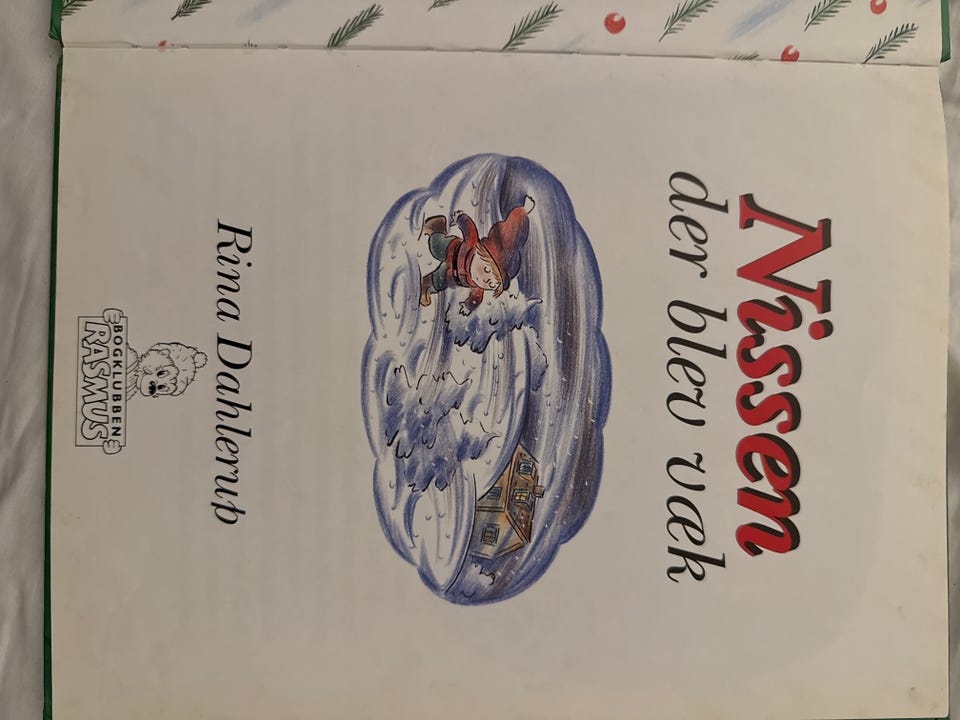 Nissen
der blev væk
Rina Dahlerup
BOGKLUBBEN
RASMUS